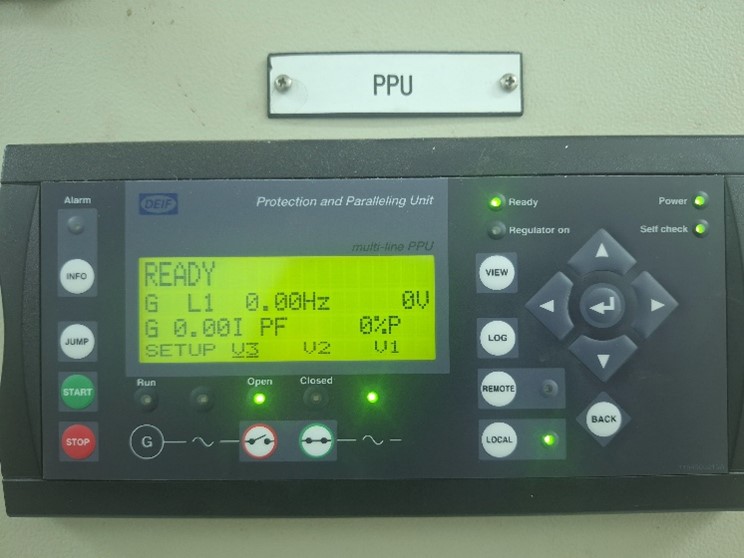 PPU
Alarm
DEIF
Protection and Paralleling Unit
multi-line PPU
READY
G L1 0.00Hz 0V
G 0.00I PF 0%P
SETUP V3 V2 V1
INFO
JUMP
START
STOP
Run
Open
Closed
G
Ready
Power
Regulator on
Self check
VIEW
LOG
REMOTE
LOCAL
BACK